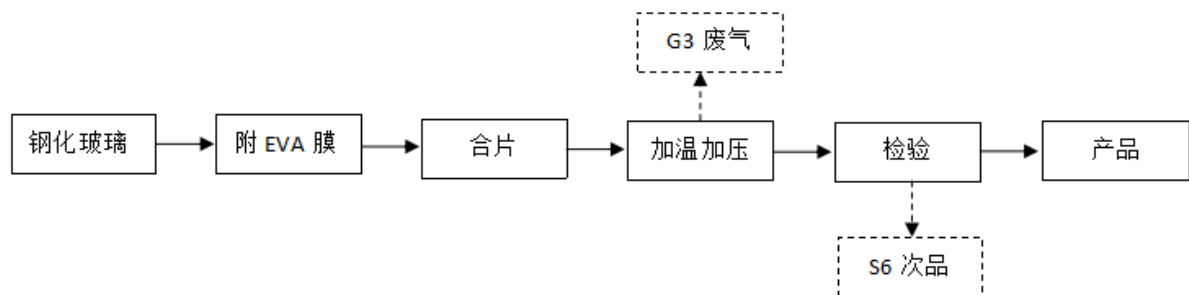 G3 废气
钢化玻璃
附 EVA 膜
合片
加温加压
检验
产品
S6 次品